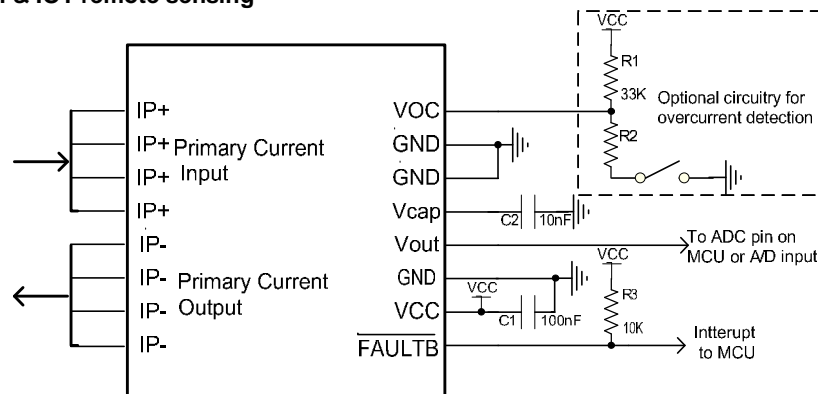 remote sensing
VCC
R1
33K
Optional circuitry for
overcurrent detection
R2
IP+
IP+
IP+
IP+
Primary Current
Input
IP-
IP-
IP-
IP-
Primary Current
Output
VOC
GND
GND
Vcap
Vout
GND
VCC
FAULTB
C2
10nF
To ADC pin on
MCU or A/D input
VCC
C1
100nF
VCC
R3
10K
Intterupt
to MCU